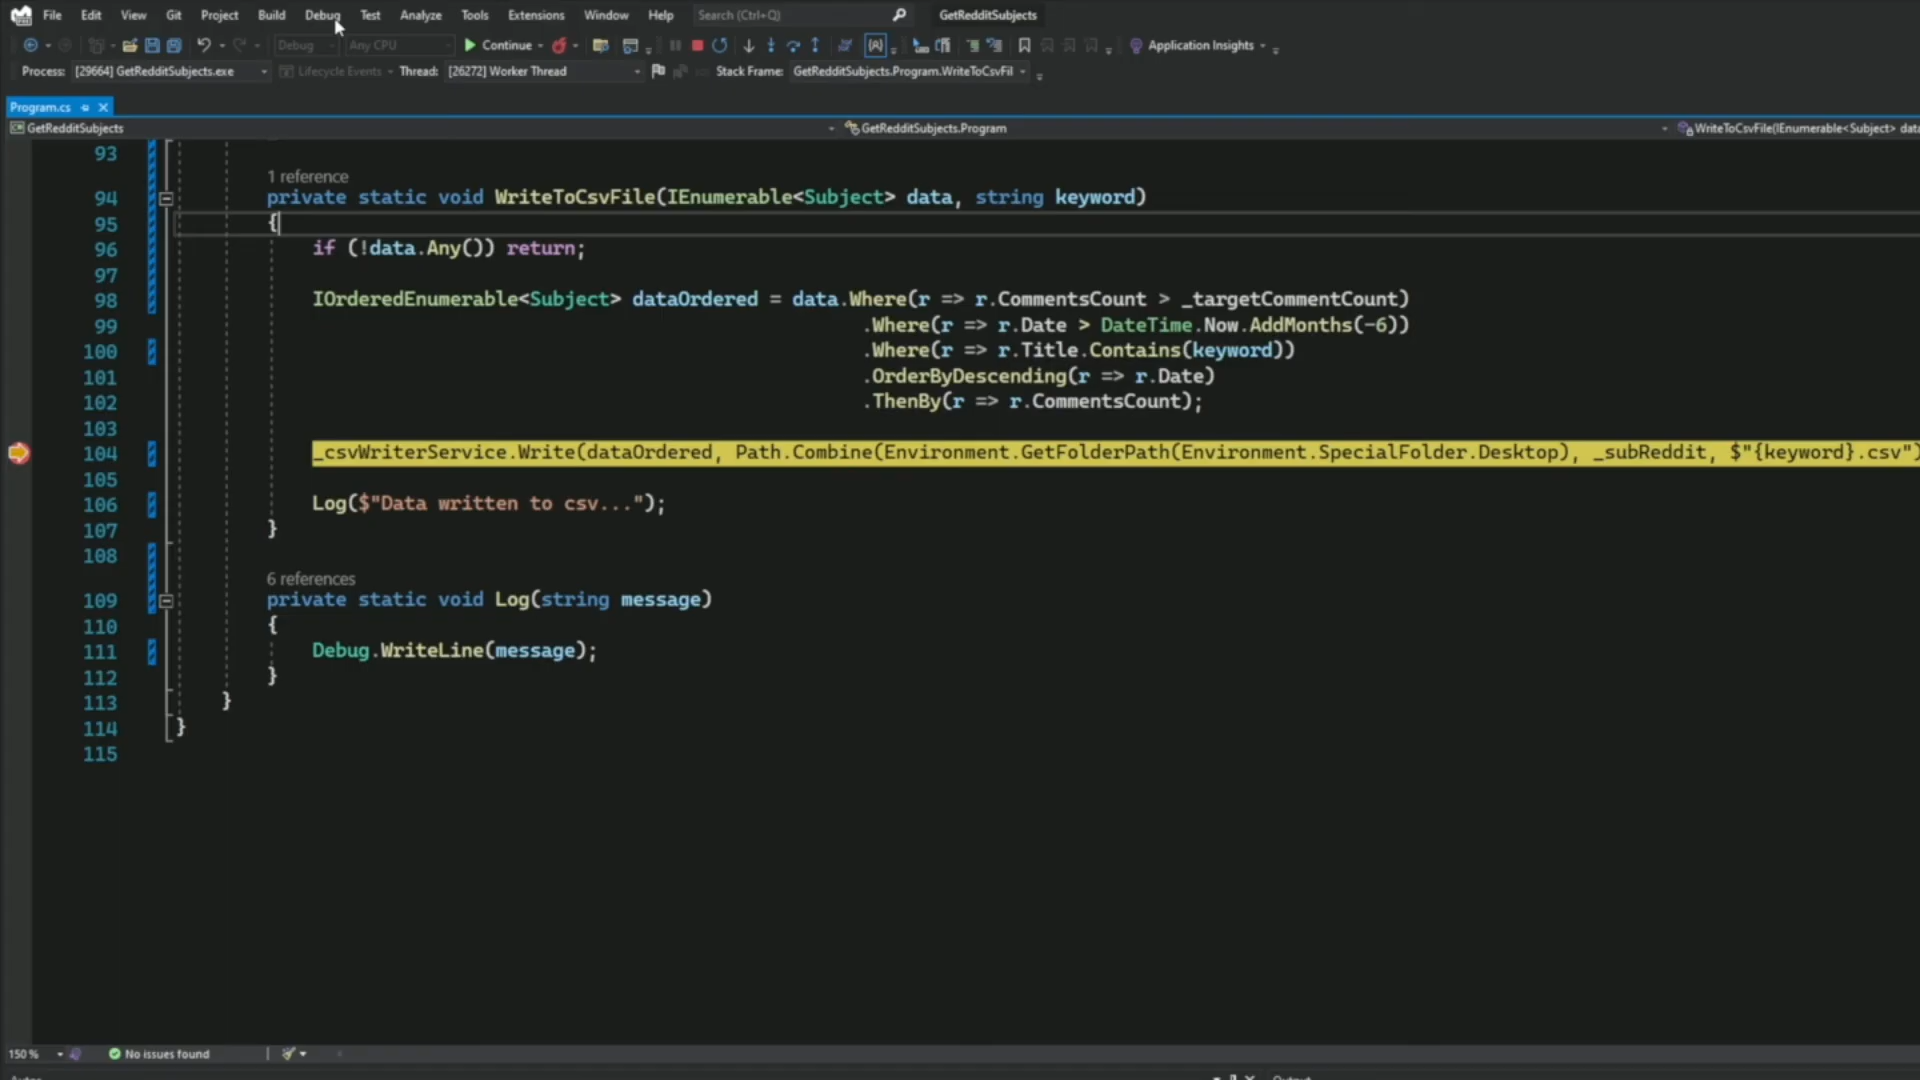 File Edit View Git Project Build Debug Test Analyze Tools Extensions Window Help Search (Ctrl+Q) GetRedditSubjects
Debug Any CPU Continue Application Insights
Process: [29664] GetRedditSubjects.exe Lifecycle Events Thread: [26272] Worker Thread Stack Frame: GetRedditSubjects.Program.WriteToCsvFil
Program.cs
GetRedditSubjects GetRedditSubjects.Program WriteToCsvFile(IEnumerable<Subject> data
93
1 reference
94 private static void WriteToCsvFile(IEnumerable<Subject> data, string keyword)
95 {
96 if (!data.Any()) return;
97
98 IOrderedEnumerable<Subject> dataOrdered = data.Where(r => r.CommentsCount > _targetCommentCount)
99 .Where(r => r.Date > DateTime.Now.AddMonths(-6))
100 .Where(r => r.Title.Contains(keyword))
101 .OrderByDescending(r => r.Date)
102 .ThenBy(r => r.CommentsCount);
103
104 _csvWriterService.Write(dataOrdered, Path.Combine(Environment.GetFolderPath(Environment.SpecialFolder.Desktop), _subReddit, $"{keyword}.csv")
105
106 Log($"Data written to csv...");
107 }
108
6 references
109 private static void Log(string message)
110 {
111 Debug.WriteLine(message);
112 }
113 }
114 }
115
150 % No issues found